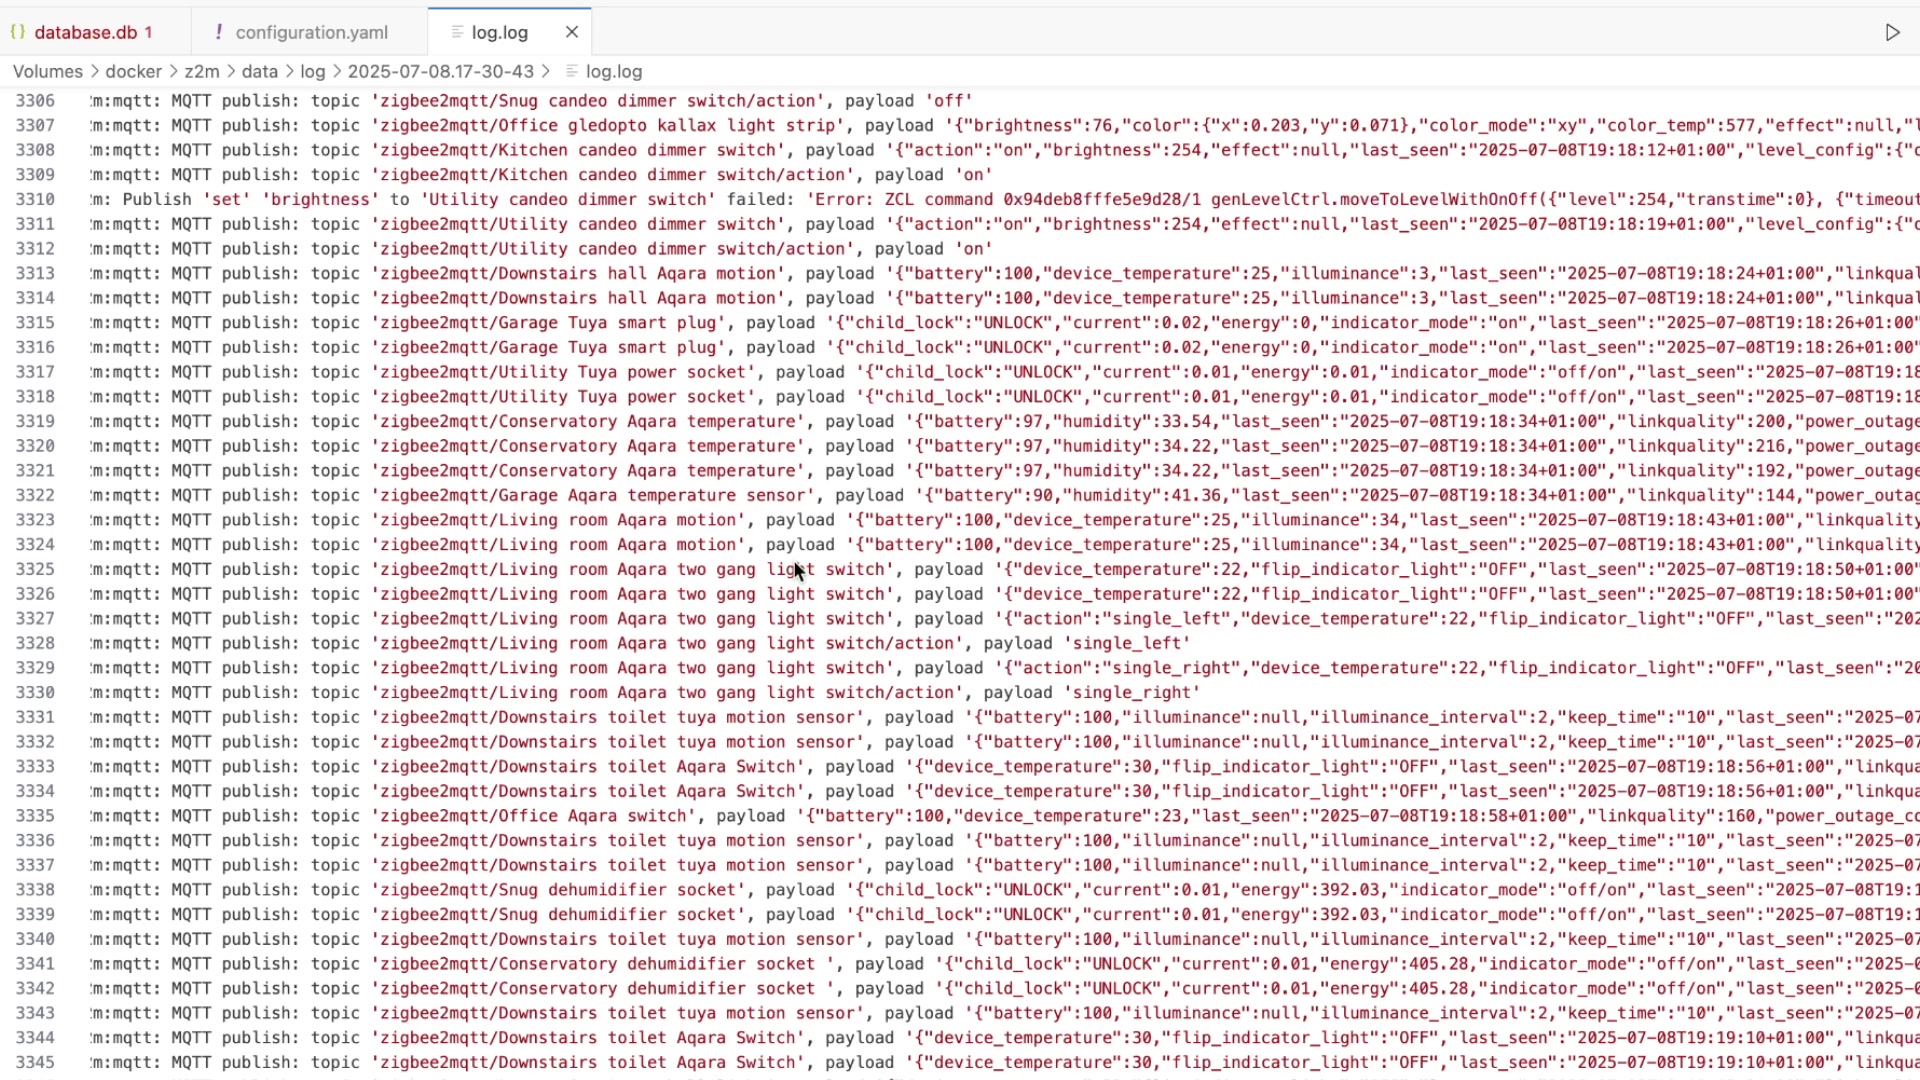 database.db 1 configuration.yaml log.log
Volumes > docker > z2m > data > log > 2025-07-08.17-30-43 > log.log
3306 m:mqtt: MQTT publish: topic 'zigbee2mqtt/Snug candeo dimmer switch/action', payload 'off'
3307 m:mqtt: MQTT publish: topic 'zigbee2mqtt/Office gledopto kallax light strip', payload '{"brightness":76,"color":{"x":0.203,"y":0.071},"color_mode":"xy","color_temp":577,"effect":null,"l
3308 m:mqtt: MQTT publish: topic 'zigbee2mqtt/Kitchen candeo dimmer switch', payload '{"action":"on","brightness":254,"effect":null,"last_seen":"2025-07-08T19:18:12+01:00","level_config":{"
3309 m:mqtt: MQTT publish: topic 'zigbee2mqtt/Kitchen candeo dimmer switch/action', payload 'on'
3310 m: Publish 'set' 'brightness' to 'Utility candeo dimmer switch' failed: 'Error: ZCL command 0x94deb8fffe5e9d28/1 genLevelCtrl.moveToLevelWithOnOff({"level":254,"transtime":0}, {"timeout
3311 m:mqtt: MQTT publish: topic 'zigbee2mqtt/Utility candeo dimmer switch', payload '{"action":"on","brightness":254,"effect":null,"last_seen":"2025-07-08T19:18:19+01:00","level_config":{"
3312 m:mqtt: MQTT publish: topic 'zigbee2mqtt/Utility candeo dimmer switch/action', payload 'on'
3313 m:mqtt: MQTT publish: topic 'zigbee2mqtt/Downstairs hall Aqara motion', payload '{"battery":100,"device_temperature":25,"illuminance":3,"last_seen":"2025-07-08T19:18:24+01:00","linkqual
3314 m:mqtt: MQTT publish: topic 'zigbee2mqtt/Downstairs hall Aqara motion', payload '{"battery":100,"device_temperature":25,"illuminance":3,"last_seen":"2025-07-08T19:18:24+01:00","linkqual
3315 m:mqtt: MQTT publish: topic 'zigbee2mqtt/Garage Tuya smart plug', payload '{"child_lock":"UNLOCK","current":0.02,"energy":0,"indicator_mode":"on","last_seen":"2025-07-08T19:18:26+01:00"
3316 m:mqtt: MQTT publish: topic 'zigbee2mqtt/Garage Tuya smart plug', payload '{"child_lock":"UNLOCK","current":0.02,"energy":0,"indicator_mode":"on","last_seen":"2025-07-08T19:18:26+01:00"
3317 m:mqtt: MQTT publish: topic 'zigbee2mqtt/Utility Tuya power socket', payload '{"child_lock":"UNLOCK","current":0.01,"energy":0.01,"indicator_mode":"off/on","last_seen":"2025-07-08T19:18
3318 m:mqtt: MQTT publish: topic 'zigbee2mqtt/Utility Tuya power socket', payload '{"child_lock":"UNLOCK","current":0.01,"energy":0.01,"indicator_mode":"off/on","last_seen":"2025-07-08T19:18
3319 m:mqtt: MQTT publish: topic 'zigbee2mqtt/Conservatory Aqara temperature', payload '{"battery":97,"humidity":33.54,"last_seen":"2025-07-08T19:18:34+01:00","linkquality":200,"power_outage
3320 m:mqtt: MQTT publish: topic 'zigbee2mqtt/Conservatory Aqara temperature', payload '{"battery":97,"humidity":34.22,"last_seen":"2025-07-08T19:18:34+01:00","linkquality":216,"power_outage
3321 m:mqtt: MQTT publish: topic 'zigbee2mqtt/Conservatory Aqara temperature', payload '{"battery":97,"humidity":34.22,"last_seen":"2025-07-08T19:18:34+01:00","linkquality":192,"power_outage
3322 m:mqtt: MQTT publish: topic 'zigbee2mqtt/Garage Aqara temperature sensor', payload '{"battery":90,"humidity":41.36,"last_seen":"2025-07-08T19:18:34+01:00","linkquality":144,"power_outag
3323 m:mqtt: MQTT publish: topic 'zigbee2mqtt/Living room Aqara motion', payload '{"battery":100,"device_temperature":25,"illuminance":34,"last_seen":"2025-07-08T19:18:43+01:00","linkquality
3324 m:mqtt: MQTT publish: topic 'zigbee2mqtt/Living room Aqara motion', payload '{"battery":100,"device_temperature":25,"illuminance":34,"last_seen":"2025-07-08T19:18:43+01:00","linkquality
3325 m:mqtt: MQTT publish: topic 'zigbee2mqtt/Living room Aqara two gang light switch', payload '{"device_temperature":22,"flip_indicator_light":"OFF","last_seen":"2025-07-08T19:18:50+01:00"
3326 m:mqtt: MQTT publish: topic 'zigbee2mqtt/Living room Aqara two gang light switch', payload '{"device_temperature":22,"flip_indicator_light":"OFF","last_seen":"2025-07-08T19:18:50+01:00"
3327 m:mqtt: MQTT publish: topic 'zigbee2mqtt/Living room Aqara two gang light switch', payload '{"action":"single_left","device_temperature":22,"flip_indicator_light":"OFF","last_seen":"202
3328 m:mqtt: MQTT publish: topic 'zigbee2mqtt/Living room Aqara two gang light switch/action', payload 'single_left'
3329 m:mqtt: MQTT publish: topic 'zigbee2mqtt/Living room Aqara two gang light switch', payload '{"action":"single_right","device_temperature":22,"flip_indicator_light":"OFF","last_seen":"20
3330 m:mqtt: MQTT publish: topic 'zigbee2mqtt/Living room Aqara two gang light switch/action', payload 'single_right'
3331 m:mqtt: MQTT publish: topic 'zigbee2mqtt/Downstairs toilet tuya motion sensor', payload '{"battery":100,"illuminance":null,"illuminance_interval":2,"keep_time":"10","last_seen":"2025-07
3332 m:mqtt: MQTT publish: topic 'zigbee2mqtt/Downstairs toilet tuya motion sensor', payload '{"battery":100,"illuminance":null,"illuminance_interval":2,"keep_time":"10","last_seen":"2025-07
3333 m:mqtt: MQTT publish: topic 'zigbee2mqtt/Downstairs toilet Aqara Switch', payload '{"device_temperature":30,"flip_indicator_light":"OFF","last_seen":"2025-07-08T19:18:56+01:00","linkqua
3334 m:mqtt: MQTT publish: topic 'zigbee2mqtt/Downstairs toilet Aqara Switch', payload '{"device_temperature":30,"flip_indicator_light":"OFF","last_seen":"2025-07-08T19:18:56+01:00","linkqua
3335 m:mqtt: MQTT publish: topic 'zigbee2mqtt/Office Aqara switch', payload '{"battery":100,"device_temperature":23,"last_seen":"2025-07-08T19:18:58+01:00","linkquality":160,"power_outage_co
3336 m:mqtt: MQTT publish: topic 'zigbee2mqtt/Downstairs toilet tuya motion sensor', payload '{"battery":100,"illuminance":null,"illuminance_interval":2,"keep_time":"10","last_seen":"2025-07
3337 m:mqtt: MQTT publish: topic 'zigbee2mqtt/Downstairs toilet tuya motion sensor', payload '{"battery":100,"illuminance":null,"illuminance_interval":2,"keep_time":"10","last_seen":"2025-07
3338 m:mqtt: MQTT publish: topic 'zigbee2mqtt/Snug dehumidifier socket', payload '{"child_lock":"UNLOCK","current":0.01,"energy":392.03,"indicator_mode":"off/on","last_seen":"2025-07-08T19:1
3339 m:mqtt: MQTT publish: topic 'zigbee2mqtt/Snug dehumidifier socket', payload '{"child_lock":"UNLOCK","current":0.01,"energy":392.03,"indicator_mode":"off/on","last_seen":"2025-07-08T19:1
3340 m:mqtt: MQTT publish: topic 'zigbee2mqtt/Downstairs toilet tuya motion sensor', payload '{"battery":100,"illuminance":null,"illuminance_interval":2,"keep_time":"10","last_seen":"2025-07
3341 m:mqtt: MQTT publish: topic 'zigbee2mqtt/Conservatory dehumidifier socket ', payload '{"child_lock":"UNLOCK","current":0.01,"energy":405.28,"indicator_mode":"off/on","last_seen":"2025-0
3342 m:mqtt: MQTT publish: topic 'zigbee2mqtt/Conservatory dehumidifier socket ', payload '{"child_lock":"UNLOCK","current":0.01,"energy":405.28,"indicator_mode":"off/on","last_seen":"2025-0
3343 m:mqtt: MQTT publish: topic 'zigbee2mqtt/Downstairs toilet tuya motion sensor', payload '{"battery":100,"illuminance":null,"illuminance_interval":2,"keep_time":"10","last_seen":"2025-07
3344 m:mqtt: MQTT publish: topic 'zigbee2mqtt/Downstairs toilet Aqara Switch', payload '{"device_temperature":30,"flip_indicator_light":"OFF","last_seen":"2025-07-08T19:19:10+01:00","linkqua
3345 m:mqtt: MQTT publish: topic 'zigbee2mqtt/Downstairs toilet Aqara Switch', payload '{"device_temperature":30,"flip_indicator_light":"OFF","last_seen":"2025-07-08T19:19:10+01:00","linkqua